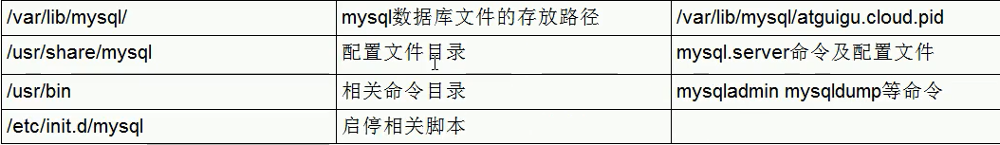 /var/lib/mysql/ mysql数据库文件的存放路径 /var/lib/mysql/atguigu.cloud.pid
/usr/share/mysql 配置文件目录 mysql.server命令及配置文件
/usr/bin 相关命令目录 mysqladmin mysqldump等命令
/etc/init.d/mysql 启停相关脚本